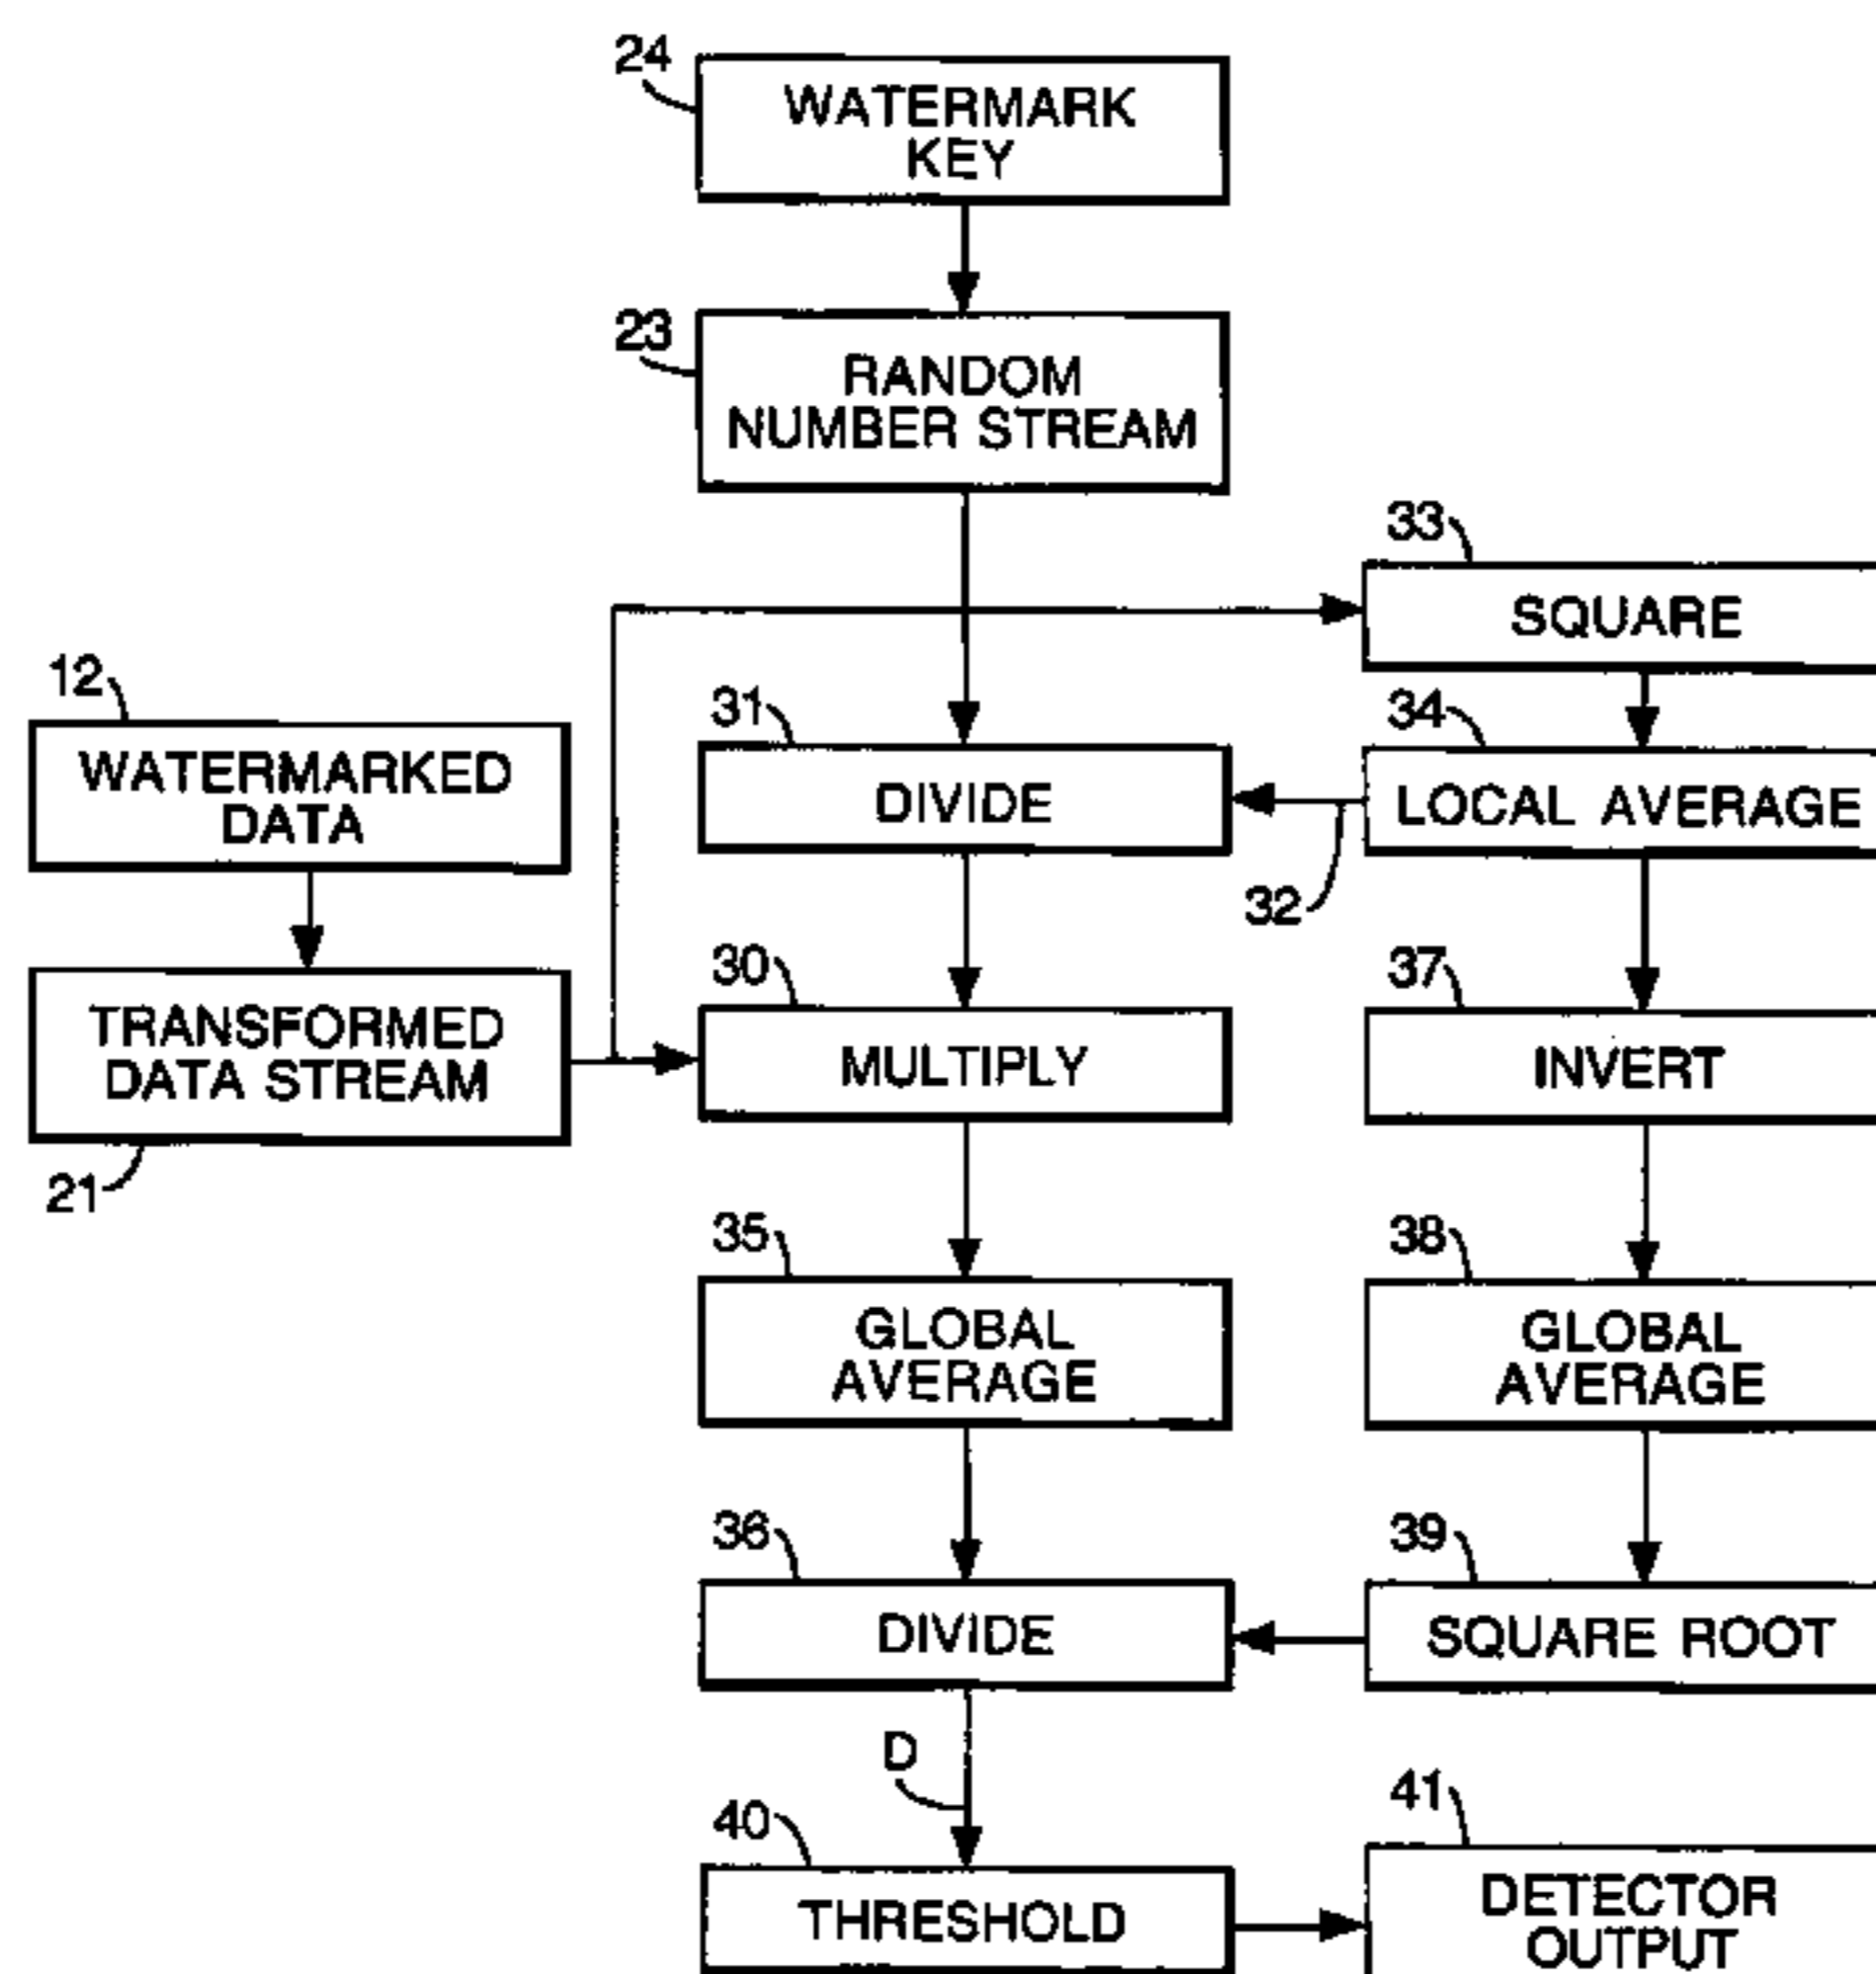 24
WATERMARK
KEY
23
RANDOM
NUMBER STREAM
33
SQUARE
12
WATERMARKED
DATA
31
DIVIDE
34
LOCAL AVERAGE
32
TRANSFORMED
DATA STREAM
21
30
MULTIPLY
37
INVERT
35
GLOBAL
AVERAGE
38
GLOBAL
AVERAGE
36
DIVIDE
39
SQUARE ROOT
D
40
THRESHOLD
41
DETECTOR
OUTPUT